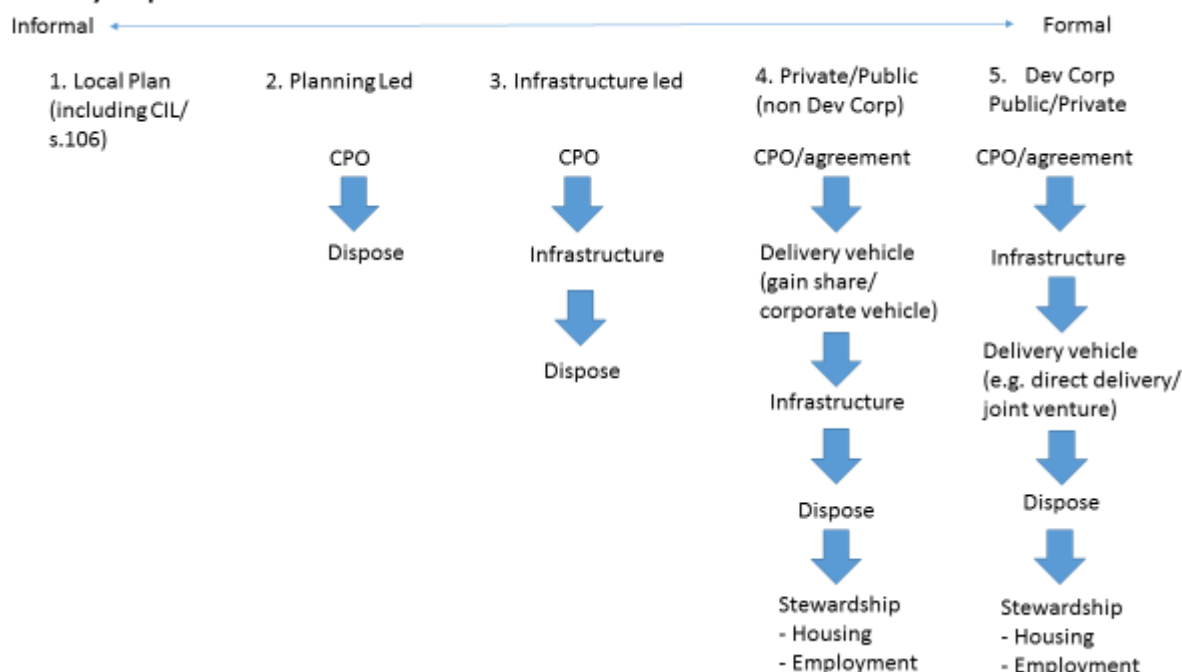 Informal
Formal
1. Local Plan
(including CIL/
s.106)
2. Planning Led
CPO
Dispose
3. Infrastructure led
CPO
Infrastructure
Dispose
4. Private/Public
(non Dev Corp)
CPO/agreement
Delivery vehicle
(gain share/
corporate vehicle)
Infrastructure
Dispose
Stewardship
- Housing
- Employment
5. Dev Corp
Public/Private
CPO/agreement
Infrastructure
Delivery vehicle
(e.g. direct delivery/
joint venture)
Dispose
Stewardship
- Housing
- Employment